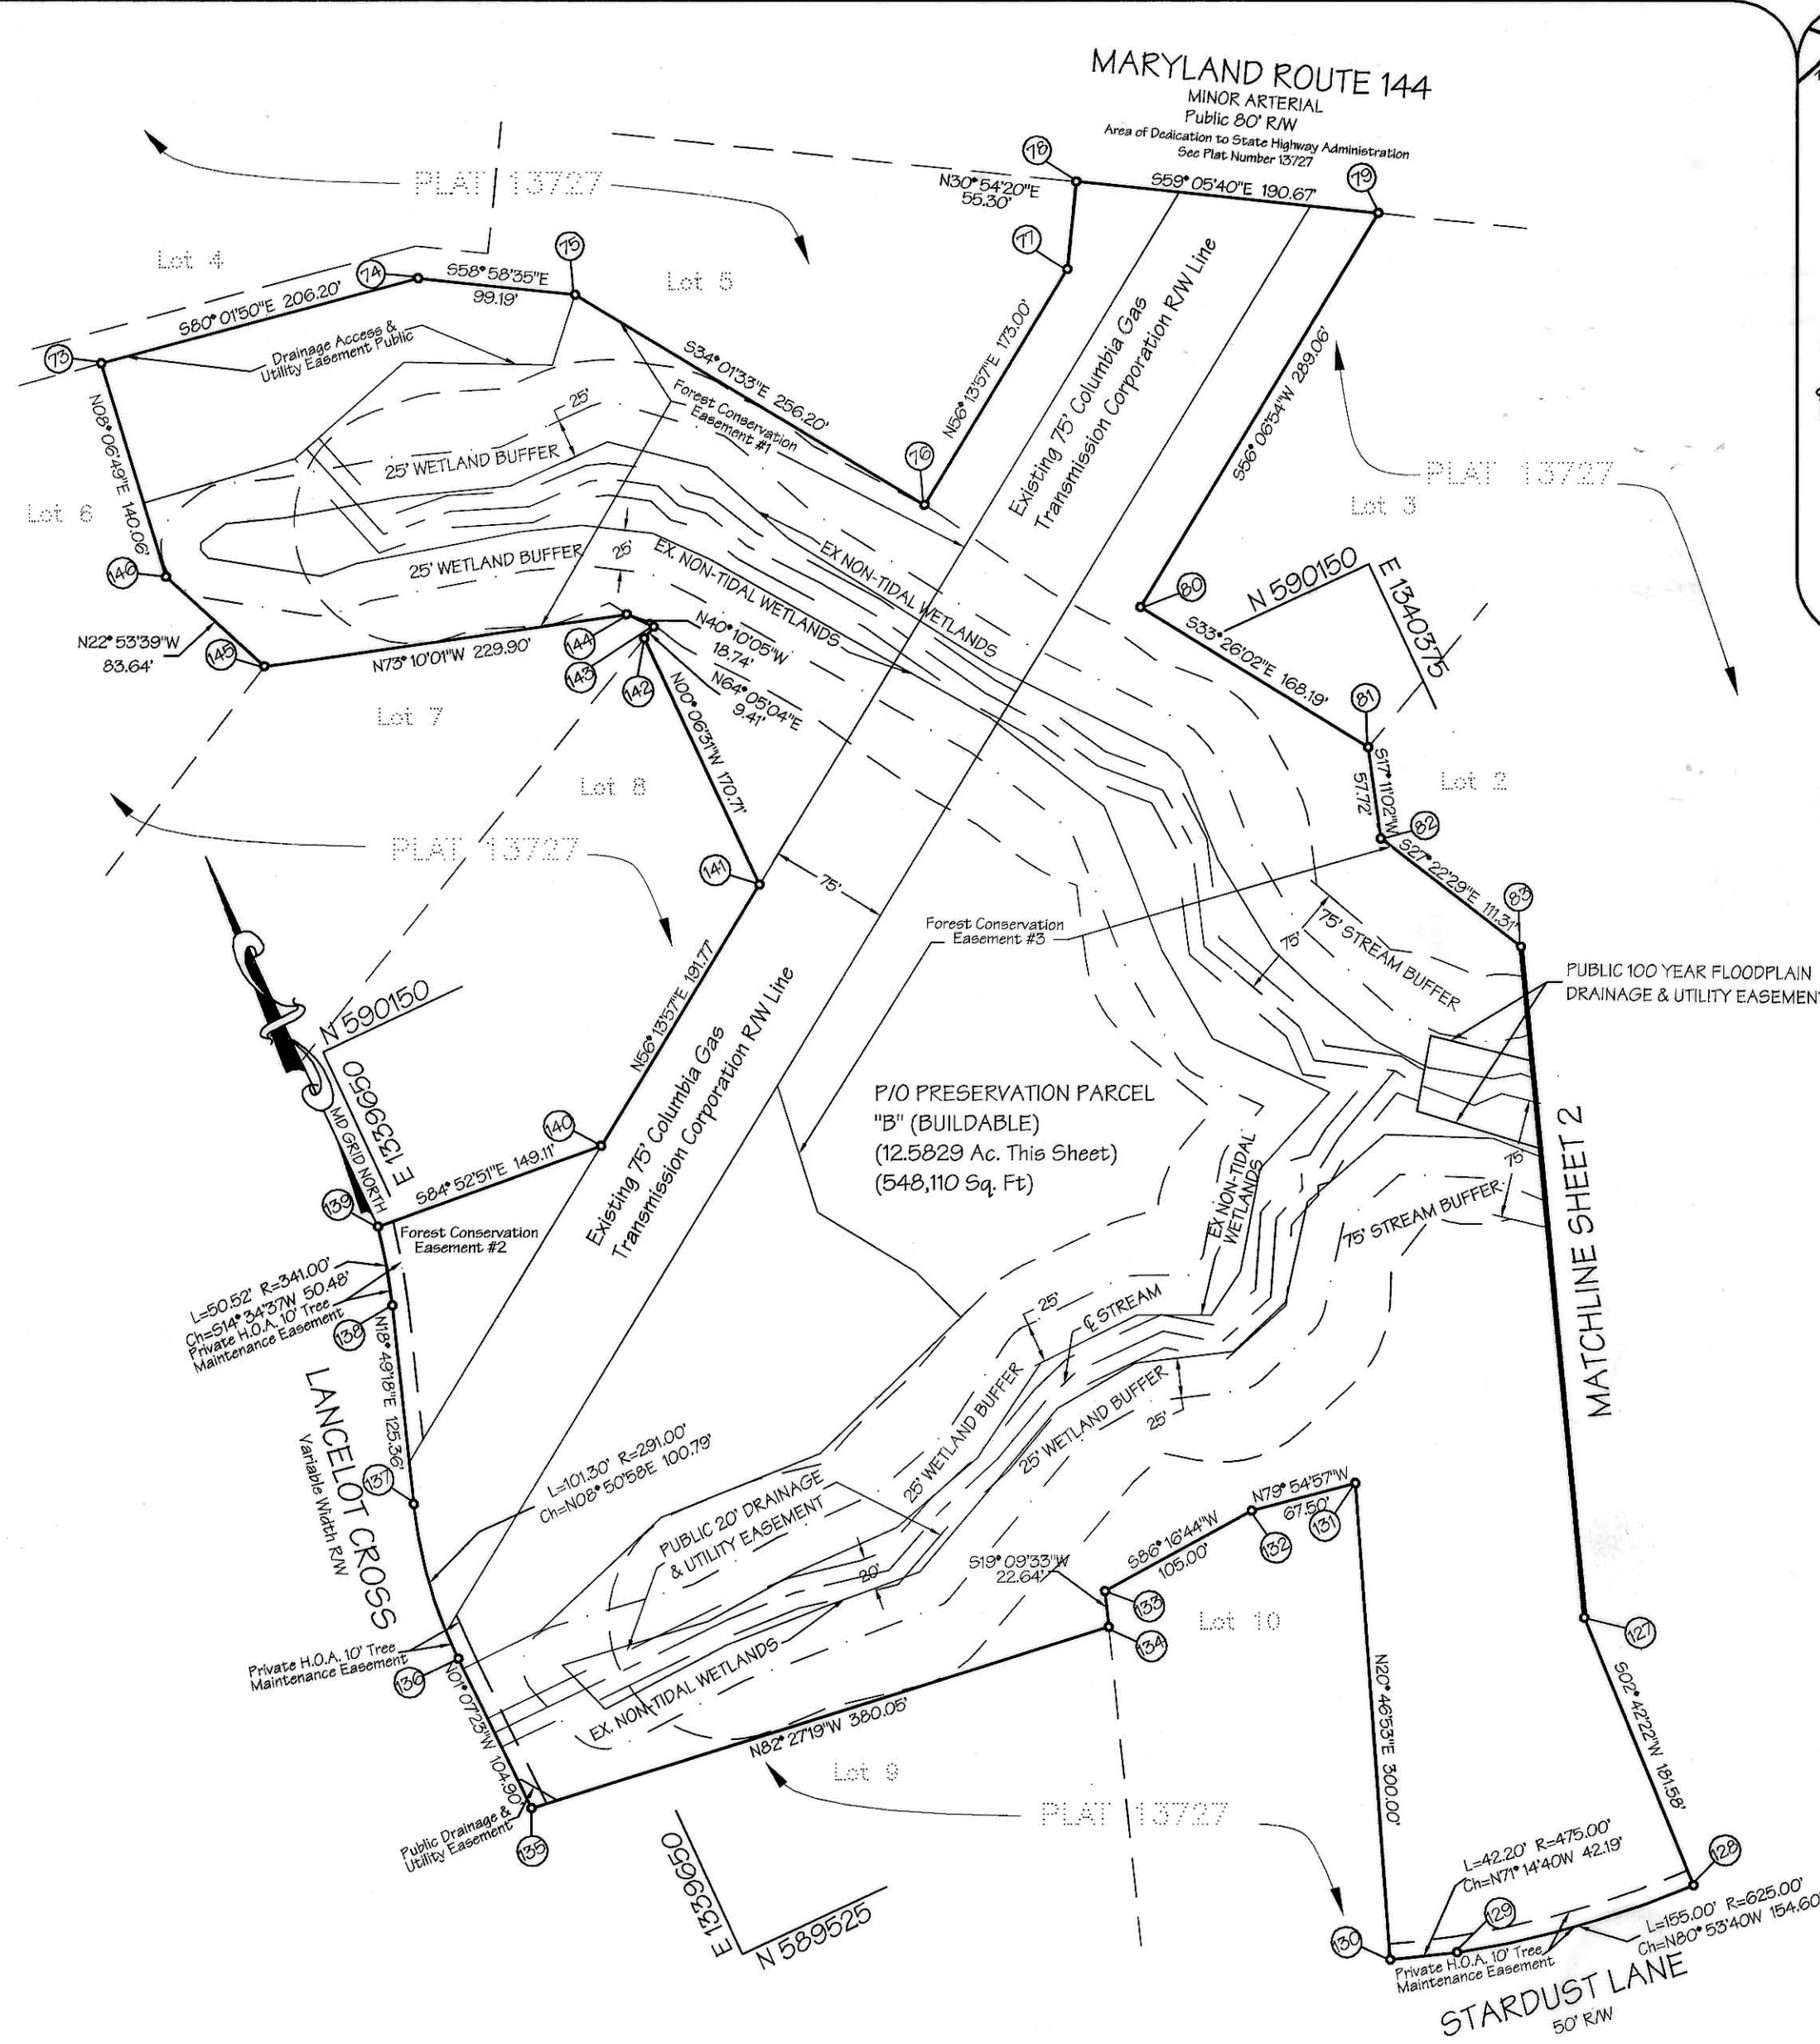 MARYLAND ROUTE 144
MINOR ARTERIAL
Public 80' R/W
Area of Dedication to State Highway Administration
See Plat Number 13727
78
79
N30°54'20"E
55.30'
S59°05'40"E 190.67'
PLAT 13727
75
77
Lot 4
74
S58°58'35"E
99.19'
Lot 5
S80°01'50"E 206.20'
Existing 75' Columbia Gas
Transmission Corporation R/W Line
73
Drainage Access &
Utility Easement Public
S34°01'33"E 256.20'
N56°13'57"E 173.00'
S56°06'54"W 289.06'
Forest Conservation
Easement #1
25'
N08°06'49"E 140.06'
25' WETLAND BUFFER
76
PLAT 13727
Lot 3
Lot 6
146
25' WETLAND BUFFER
25'
EX. NON-TIDAL WETLANDS
EX NON-TIDAL WETLANDS
80
N 590150
E 1340375
N22°53'39"W
83.64'
145
N73°10'01"W 229.90'
144
143
142
N40°10'05"W
18.74'
N64°05'04"E
9.41'
S33°26'02"E 168.19'
81
Lot 7
N00°06'31"W 170.71'
Lot 8
S17°11'02"W
57.72'
Lot 2
82
PLAT 13727
141
75'
S27°22'29"E 111.31'
83
Forest Conservation
Easement #3
75'
75' STREAM BUFFER
PUBLIC 100 YEAR FLOODPLAIN
DRAINAGE & UTILITY EASEMENT
N 590150
E 1339650
MD GRID NORTH
N56°13'57"E 191.77'
Existing 75' Columbia Gas
Transmission Corporation R/W Line
P/O PRESERVATION PARCEL
"B" (BUILDABLE)
(12.5829 Ac. This Sheet)
(548,110 Sq. Ft)
140
S84°52'51"E 149.11'
139
Forest Conservation
Easement #2
EX NON-TIDAL
WETLANDS
75'
75' STREAM BUFFER
MATCHLINE SHEET 2
L=50.52' R=341.00'
Ch=S14°34'37W 50.48'
Private H.O.A. 10' Tree
Maintenance Easement
138
N18°49'18"E 125.36'
25'
℄ STREAM
LANCELOT CROSS
Variable Width R/W
137
L=101.30' R=291.00'
Ch=N08°50'58E 100.79'
25' WETLAND BUFFER
25' WETLAND BUFFER
25'
PUBLIC 20' DRAINAGE
& UTILITY EASEMENT
20'
N79°54'57"W
67.50'
131
132
S86°16'44"W
105.00'
S19°09'33"W
22.64'
133
134
Lot 10
127
Private H.O.A. 10' Tree
Maintenance Easement
136
EX. NON-TIDAL WETLANDS
N01°07'23"W 104.90'
N82°27'19"W 380.05'
Lot 9
N20°46'53"E 300.00'
S02°42'22"W 181.58'
Public Drainage &
Utility Easement
135
PLAT 13727
E 1339650
N 589525
L=42.20' R=475.00'
Ch=N71°14'40W 42.19'
128
129
130
L=155.00' R=625.00'
Ch=N80°53'40W 154.60'
Private H.O.A. 10' Tree
Maintenance Easement
STARDUST LANE
50' R/W